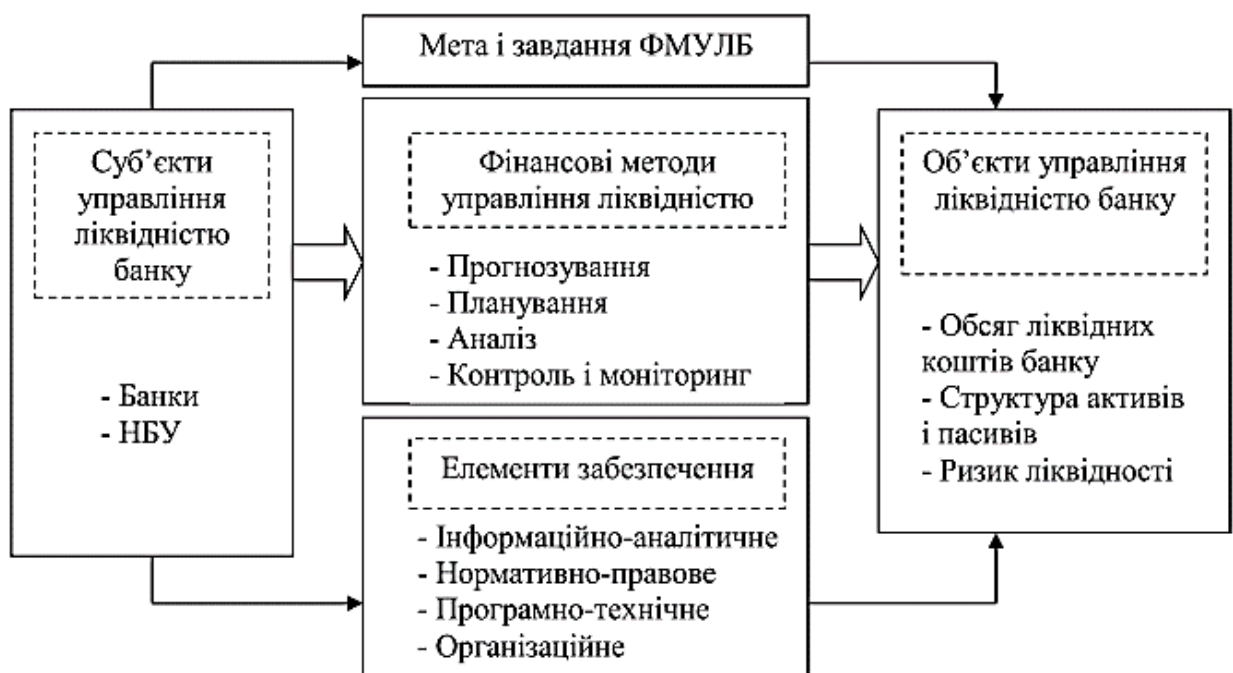 Мета і завдання ФМУЛБ
Суб’єкти
управління
ліквідністю
банку
- Банки
- НБУ
Фінансові методи
управління ліквідністю
- Прогнозування
- Планування
- Аналіз
- Контроль і моніторинг
Елементи забезпечення
- Інформаційно-аналітичне
- Нормативно-правове
- Програмно-технічне
- Організаційне
Об’єкти управління
ліквідністю банку
- Обсяг ліквідних
коштів банку
- Структура активів
і пасивів
- Ризик ліквідності